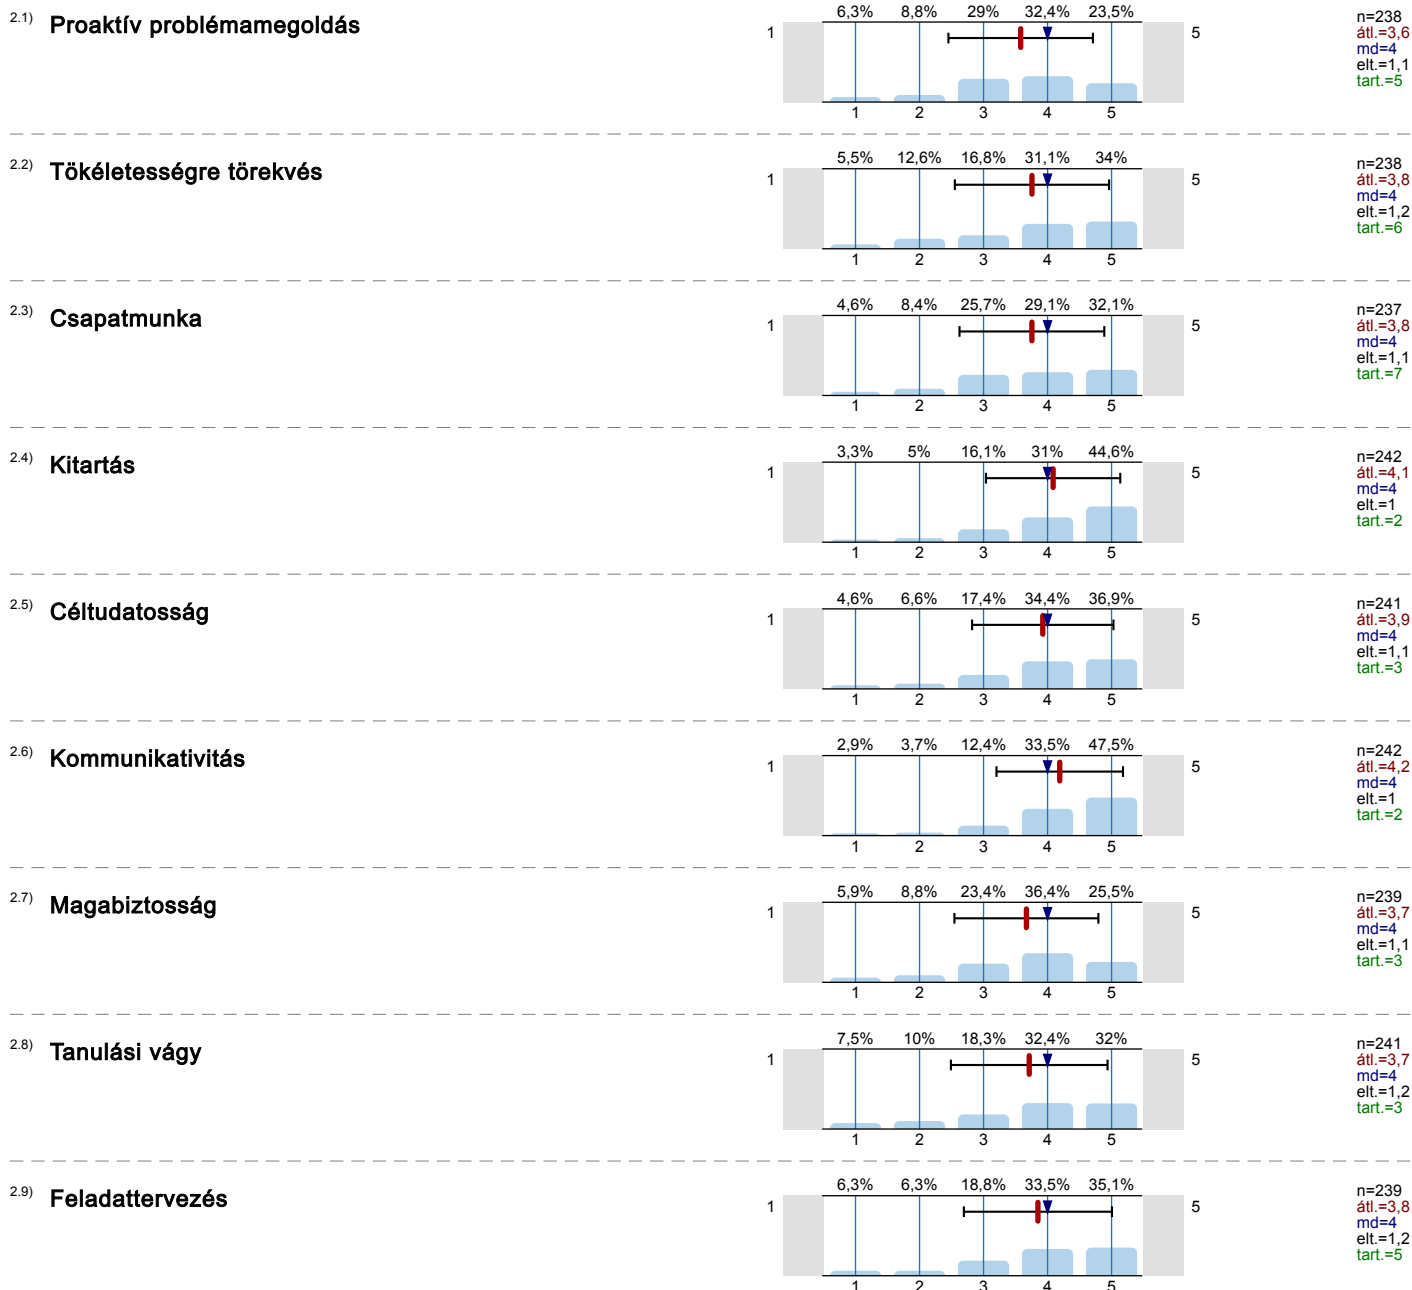 2.1) Proaktív problémamegoldás
6,3% 8,8% 29% 32,4% 23,5%
1 5
1 2 3 4 5
n=238
átl.=3,6
md=4
elt.=1,1
tart.=5
2.2) Tökéletességre törekvés
5,5% 12,6% 16,8% 31,1% 34%
1 5
1 2 3 4 5
n=238
átl.=3,8
md=4
elt.=1,2
tart.=6
2.3) Csapatmunka
4,6% 8,4% 25,7% 29,1% 32,1%
1 5
1 2 3 4 5
n=237
átl.=3,8
md=4
elt.=1,1
tart.=7
2.4) Kitartás
3,3% 5% 16,1% 31% 44,6%
1 5
1 2 3 4 5
n=242
átl.=4,1
md=4
elt.=1
tart.=2
2.5) Céltudatosság
4,6% 6,6% 17,4% 34,4% 36,9%
1 5
1 2 3 4 5
n=241
átl.=3,9
md=4
elt.=1,1
tart.=3
2.6) Kommunikativitás
2,9% 3,7% 12,4% 33,5% 47,5%
1 5
1 2 3 4 5
n=242
átl.=4,2
md=4
elt.=1
tart.=2
2.7) Magabiztosság
5,9% 8,8% 23,4% 36,4% 25,5%
1 5
1 2 3 4 5
n=239
átl.=3,7
md=4
elt.=1,1
tart.=3
2.8) Tanulási vágy
7,5% 10% 18,3% 32,4% 32%
1 5
1 2 3 4 5
n=241
átl.=3,7
md=4
elt.=1,2
tart.=3
2.9) Feladattervezés
6,3% 6,3% 18,8% 33,5% 35,1%
1 5
1 2 3 4 5
n=239
átl.=3,8
md=4
elt.=1,2
tart.=5